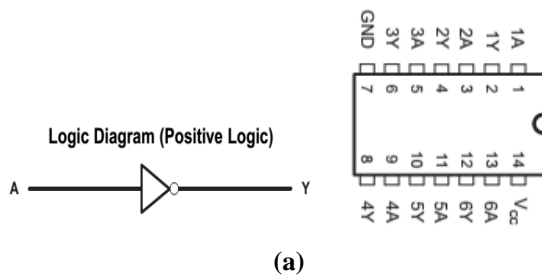 Logic Diagram (Positive Logic)
A Y
GND 3Y 3A 2Y 2A 1Y 1A
7 6 5 4 3 2 1
8 9 10 11 12 13 14
4Y 4A 5Y 5A 6Y 6A Vcc
(a)